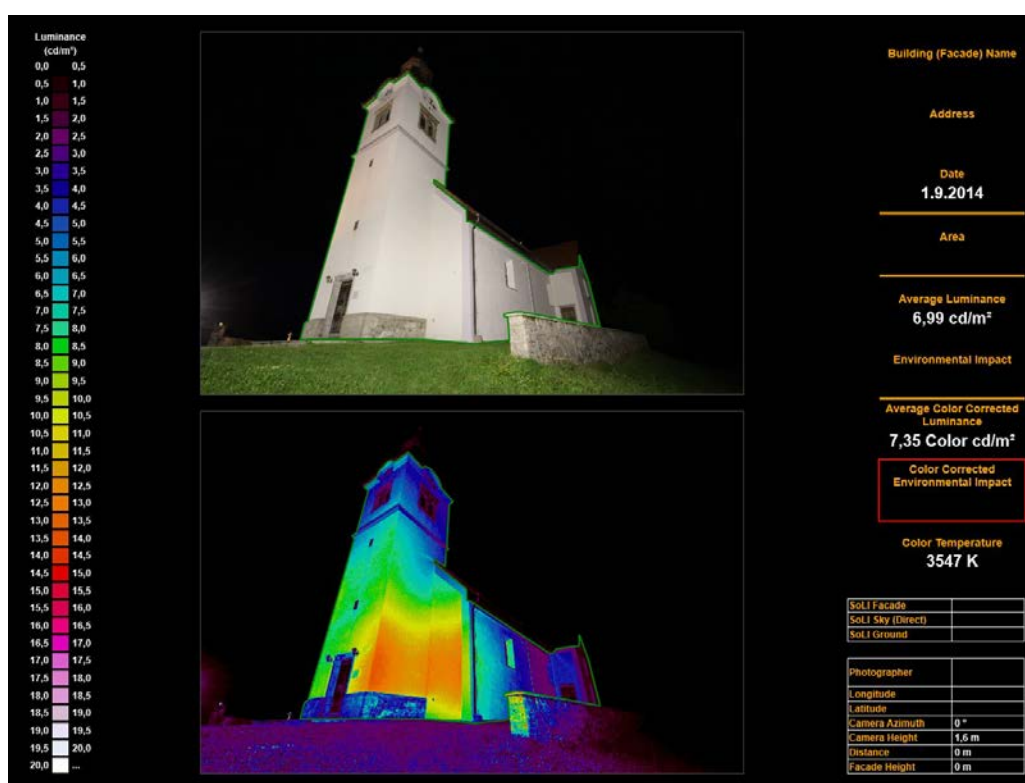 Luminance
(cd/m²)
0,0 0,5
0,5 1,0
1,0 1,5
1,5 2,0
2,0 2,5
2,5 3,0
3,0 3,5
3,5 4,0
4,0 4,5
4,5 5,0
5,0 5,5
5,5 6,0
6,0 6,5
6,5 7,0
7,0 7,5
7,5 8,0
8,0 8,5
8,5 9,0
9,0 9,5
9,5 10,0
10,0 10,5
10,5 11,0
11,0 11,5
11,5 12,0
12,0 12,5
12,5 13,0
13,0 13,5
13,5 14,0
14,0 14,5
14,5 15,0
15,0 15,5
15,5 16,0
16,0 16,5
16,5 17,0
17,0 17,5
17,5 18,0
18,0 18,5
18,5 19,0
19,0 19,5
19,5 20,0
20,0 ...
Building (Facade) Name
Address
Date
1.9.2014
Area
Average Luminance
6,99 cd/m²
Environmental Impact
Average Color Corrected
Luminance
7,35 Color cd/m²
Color Corrected
Environmental Impact
Color Temperature
3547 K
SoLI Facade
SoLI Sky (Direct)
SoLI Ground
Photographer
Longitude
Latitude
Camera Azimuth 0 °
Camera Height 1,6 m
Distance 0 m
Facade Height 0 m